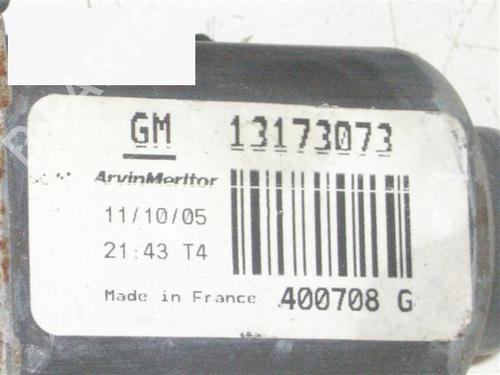 GM 13173073
ArvinMeritor
11/10/05
21:43 T4
Made in France 400708 G